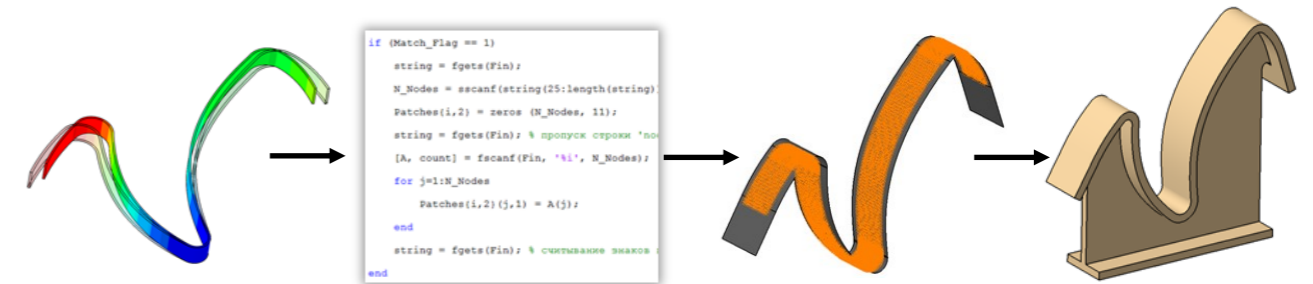 if (Match_Flag == 1)
string = fgets(Fin);
N_Nodes = sscanf(string(25:length(string)
Patches{i,2} = zeros (N_Nodes, 11);
string = fgets(Fin); % пропуск строки 'no
[A, count] = fscanf(Fin, '%i', N_Nodes);
for j=1:N_Nodes
Patches{i,2}(j,1) = A(j);
end
string = fgets(Fin); % считывание знаков
end